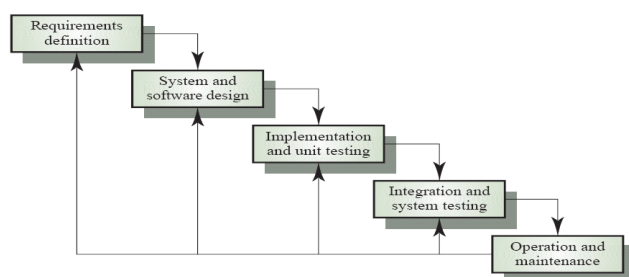 Requirements
definition
System and
software design
Implementation
and unit testing
Integration and
system testing
Operation and
maintenance